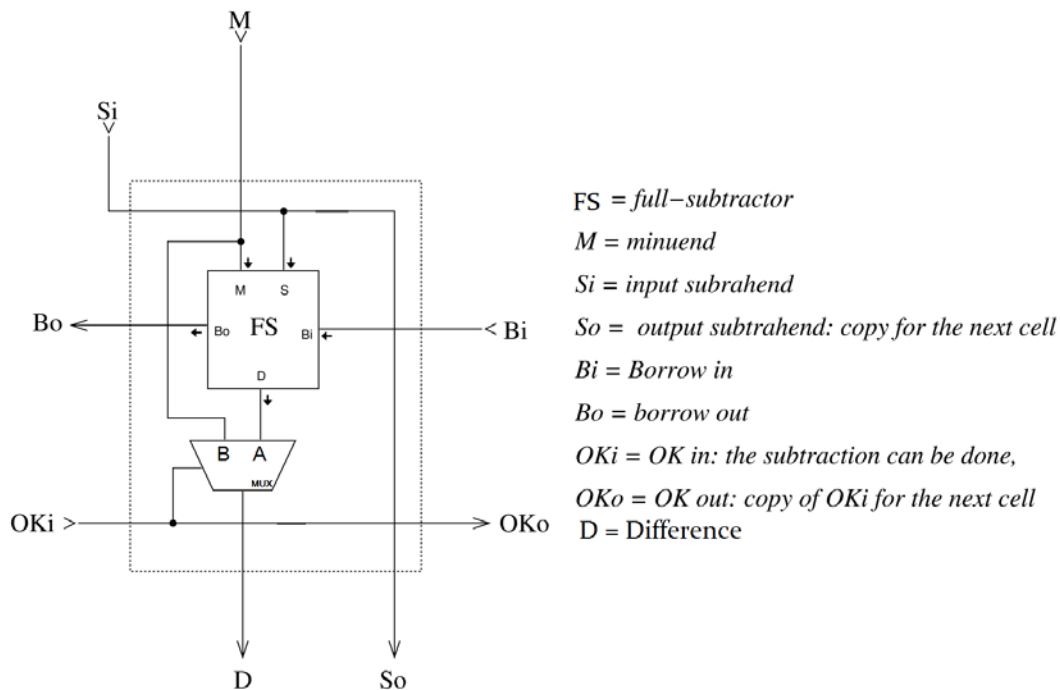 M
Si
FS = full-subtractor
M = minuend
M S
Si = input subrahend
Bo Bo FS Bi Bi
So = output subtrahend: copy for the next cell
Bi = Borrow in
D
Bo = borrow out
B A
OKi = OK in: the subtraction can be done,
MUX
OKo = OK out: copy of OKi for the next cell
OKi OKo
D = Difference
D So